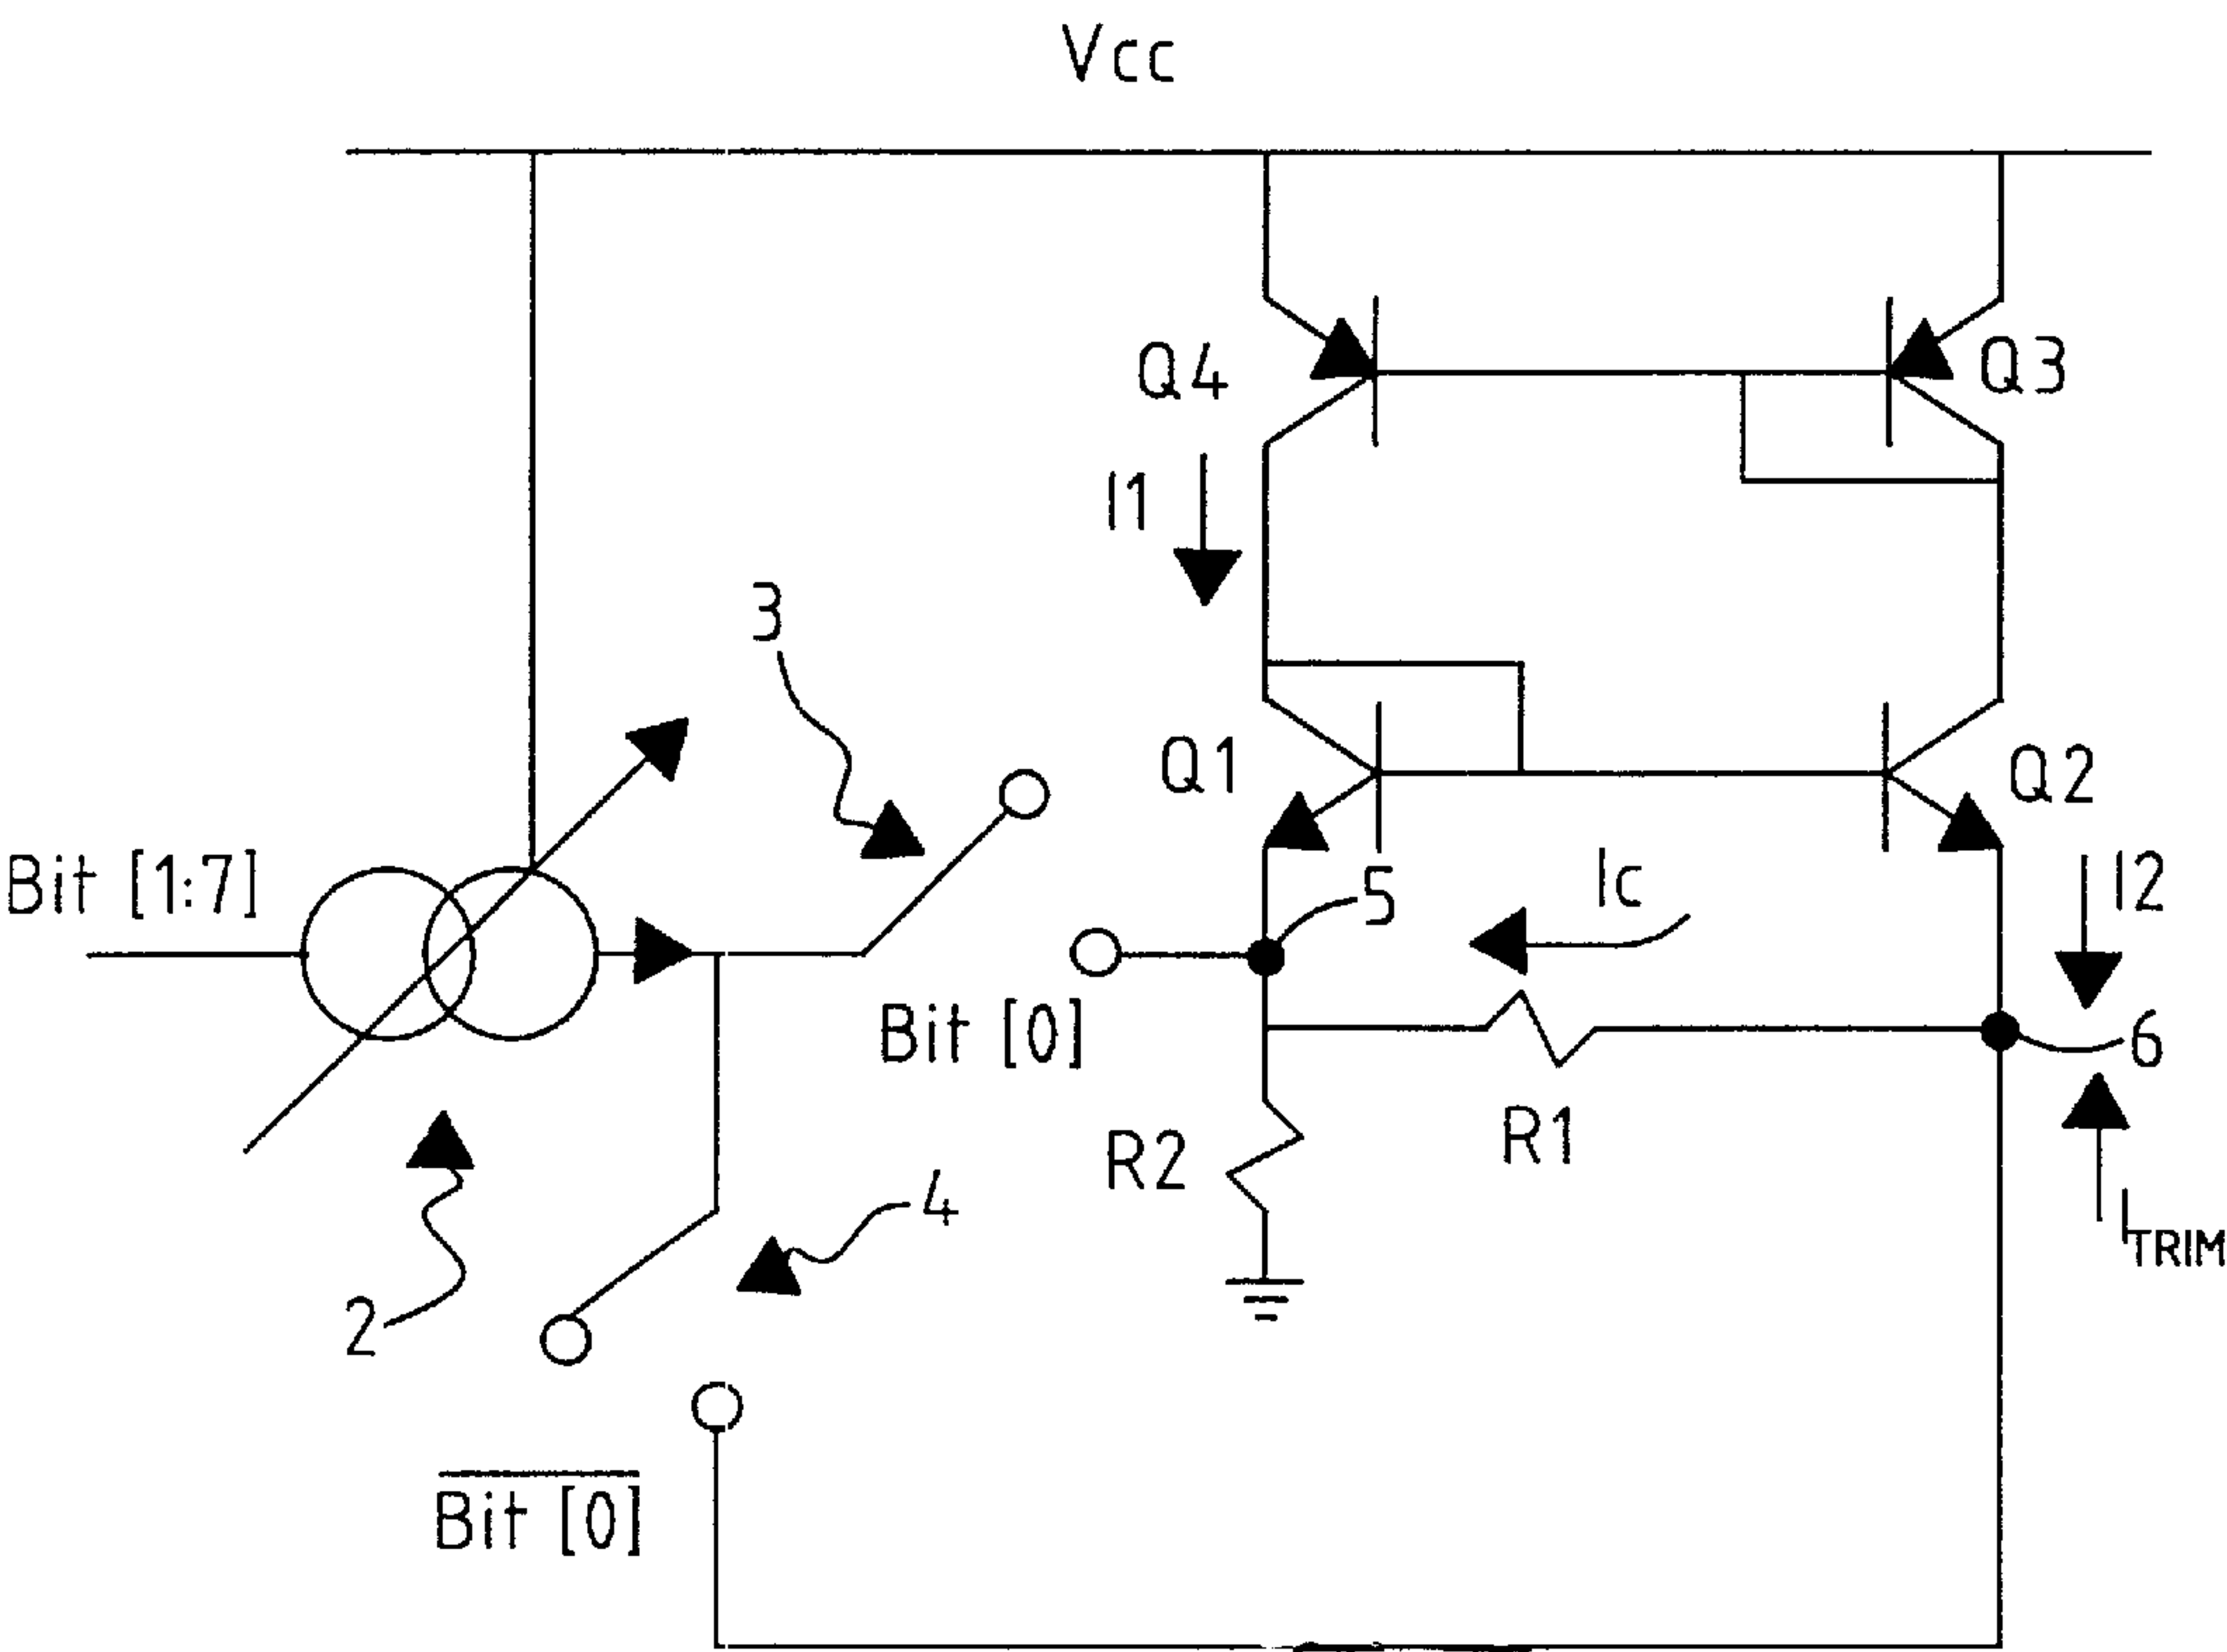 Vcc
Q4
Q3
I1
3
Q1
Q2
Bit [1:7]
5
Ic
I2
Bit [0]
6
R2
R1
4
ITRIM
2
Bit [0]